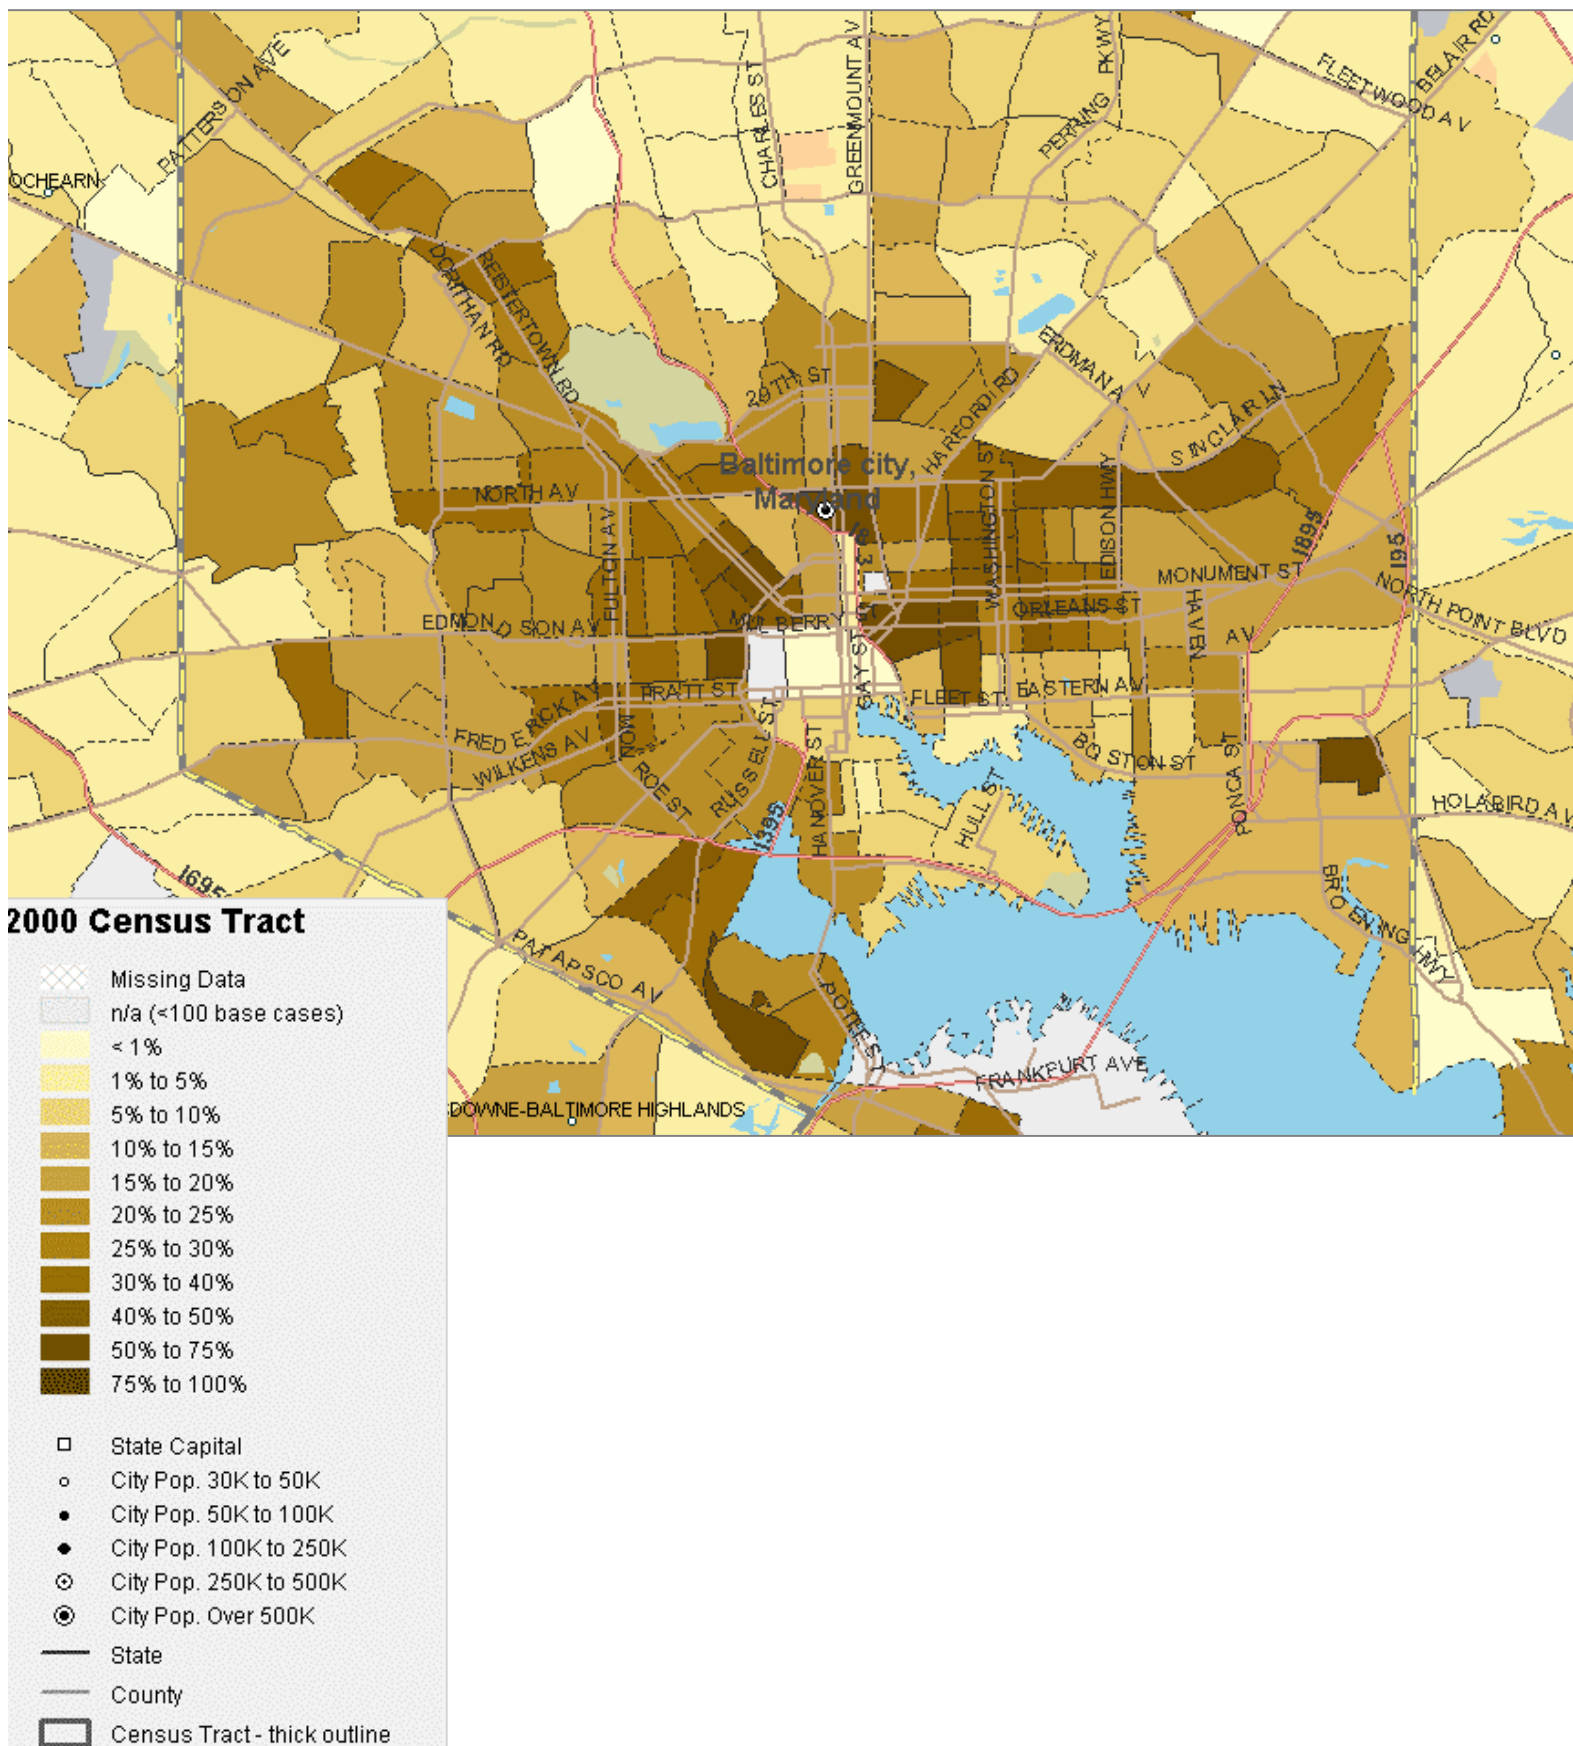 BELAIR RD
FLEETWOOD AV
PATTERSON AVE
CHARLES ST
GREENMOUNT AV
PERRING PKWY
OCHEARN
DORITHAN RD
REISTERTOWN RD
ERDMAN AV
29TH ST
HARFORD RD
SINCLAIR LN
Baltimore city,
Maryland
NORTH AV
FULTON AV
WASHINGTON ST
EDISON HWY
I895
I95
I83
MONUMENT ST
NORTH POINT BLVD
ORLEANS ST
HAVEN
AV
EDMONDSON AV
MULBERRY ST
GAY ST
PRATT ST
FLEET ST
EASTERN AV
FREDERICK AV
WILKENS AV
MONROE ST
RUSSEL ST
HANOVER ST
BOSTON ST
PONCA ST
HULL ST
HOLABIRD AV
I395
I695
BROENING HWY
PATAPSCO AV
POTEE ST
FRANKFURT AVE
SDOWNE-BALTIMORE HIGHLANDS
2000 Census Tract
Missing Data
n/a (<100 base cases)
< 1%
1% to 5%
5% to 10%
10% to 15%
15% to 20%
20% to 25%
25% to 30%
30% to 40%
40% to 50%
50% to 75%
75% to 100%
State Capital
City Pop. 30K to 50K
City Pop. 50K to 100K
City Pop. 100K to 250K
City Pop. 250K to 500K
City Pop. Over 500K
State
County
Census Tract - thick outline